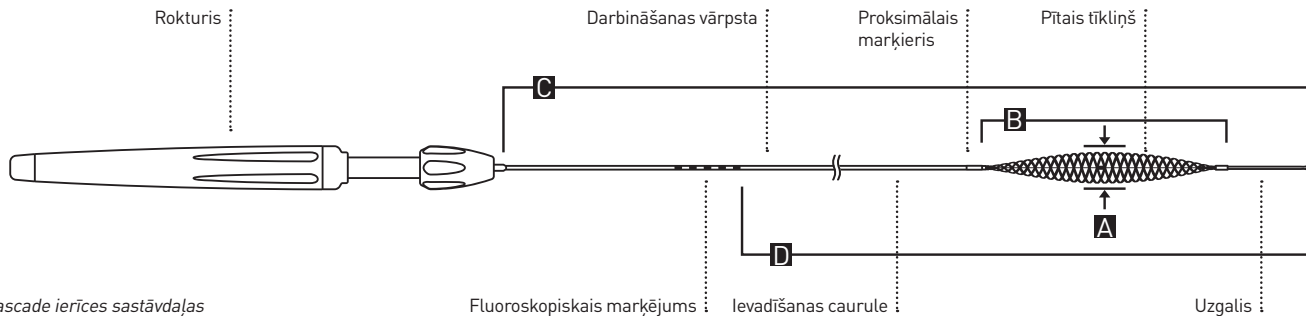 Rokturis
Darbināšanas vārpsta
Proksimālais
marķieris
Pītais tīkliņš
C
B
A
D
ascade ierīces sastāvdaļas
Fluoroskopiskais marķējums
Ievadīšanas caurule
Uzgalis